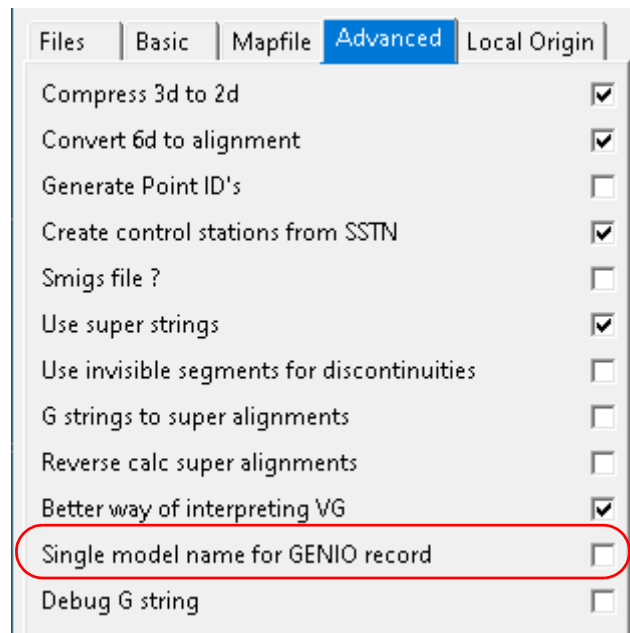 Files Basic Mapfile Advanced Local Origin
Compress 3d to 2d
Convert 6d to alignment
Generate Point ID's
Create control stations from SSTN
Smigs file ?
Use super strings
Use invisible segments for discontinuities
G strings to super alignments
Reverse calc super alignments
Better way of interpreting VG
Single model name for GENIO record
Debug G string